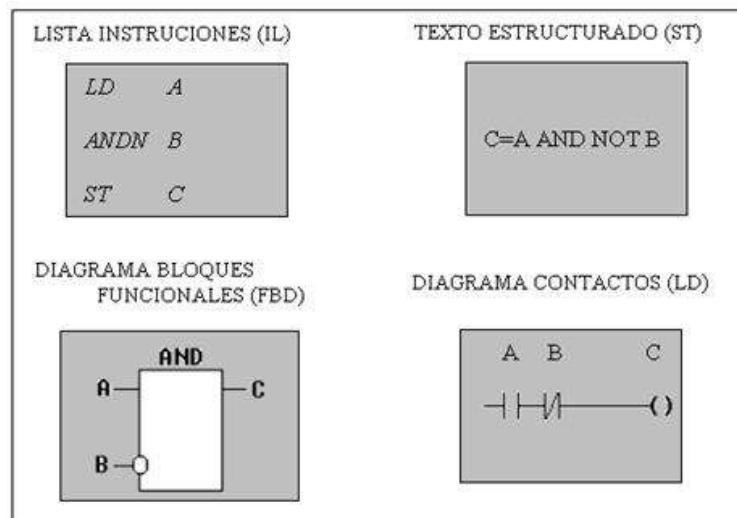 LISTA INSTRUCIONES (IL)
LD A
ANDN B
ST C
TEXTO ESTRUCTURADO (ST)
C=A AND NOT B
DIAGRAMA BLOQUES
FUNCIONALES (FBD)
AND
A C
B
DIAGRAMA CONTACTOS (LD)
A B C